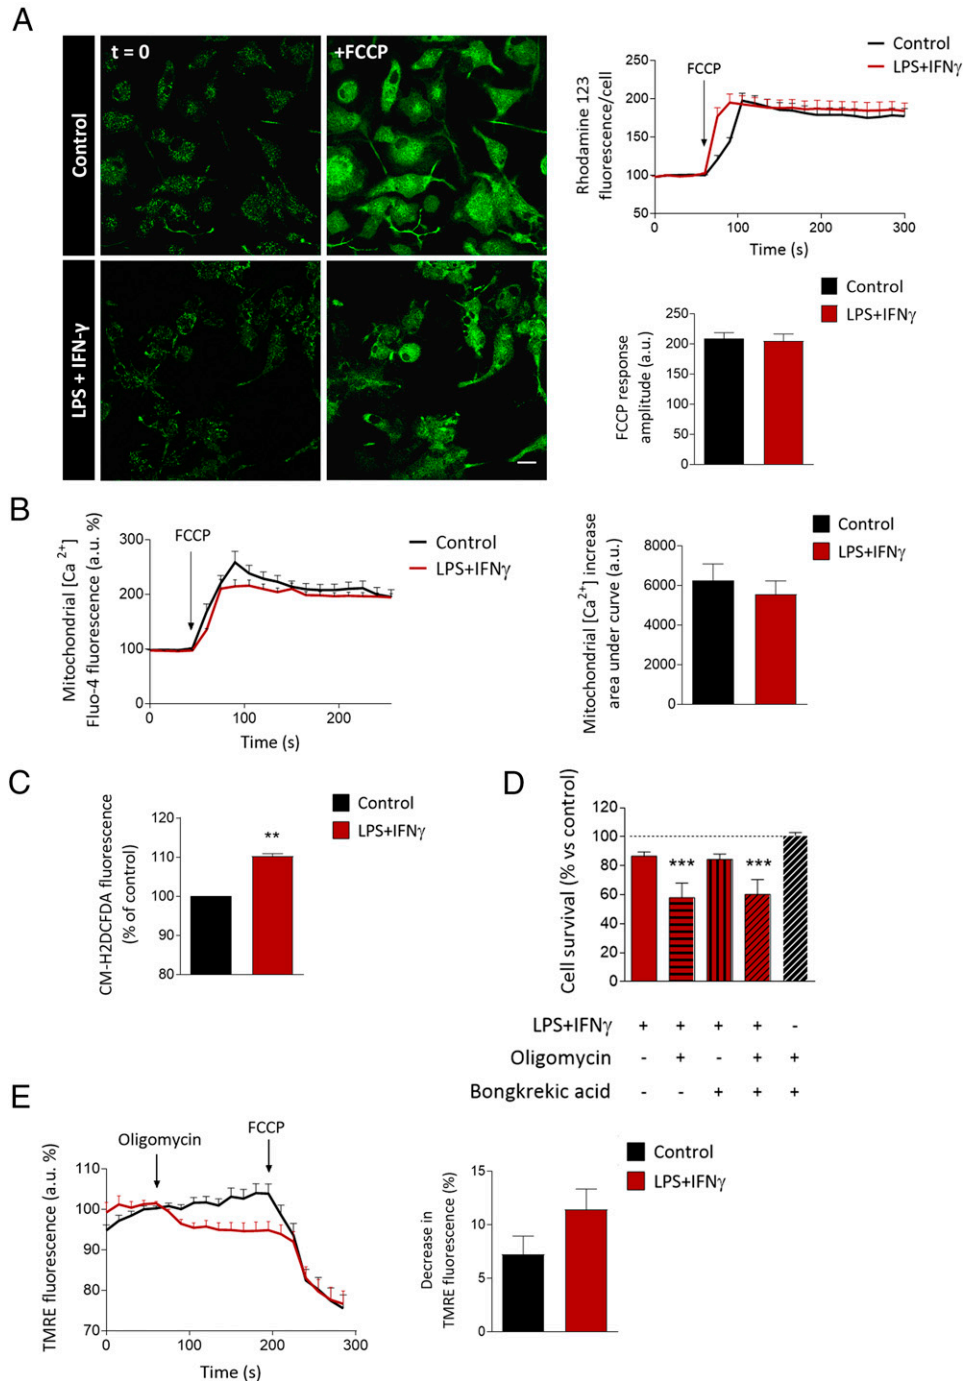 A
t = 0
+FCCP
Control
LPS + IFN-γ
Control
LPS+IFNγ
FCCP
Rhodamine 123
fluorescence/cell
200
150
100
50
0 100 200 300
Time (s)
Control
LPS+IFNγ
FCCP response
amplitude (a.u.)
250
200
150
100
50
0
B
FCCP
Control
LPS+IFNγ
Mitochondrial [Ca 2+]
Fluo-4 fluorescence (a.u. %)
300
200
100
0
0 100 200
Time (s)
Control
LPS+IFNγ
Mitochondrial [Ca2+] increase
area under curve (a.u.)
8000
6000
4000
2000
0
C
Control
LPS+IFNγ
CM-H2DCFDA fluorescence
(% of control)
120
110
100
90
80
**
D
Cell survival (% vs control)
120
100
80
60
40
20
0
*** ***
LPS+IFNγ + + + + -
Oligomycin - + - + +
Bongkrekic acid - - + + +
E
Oligomycin
FCCP
TMRE fluorescence (a.u. %)
110
100
90
80
70
0 100 200 300
Time (s)
Control
LPS+IFNγ
Decrease in
TMRE fluorescence (%)
15
10
5
0